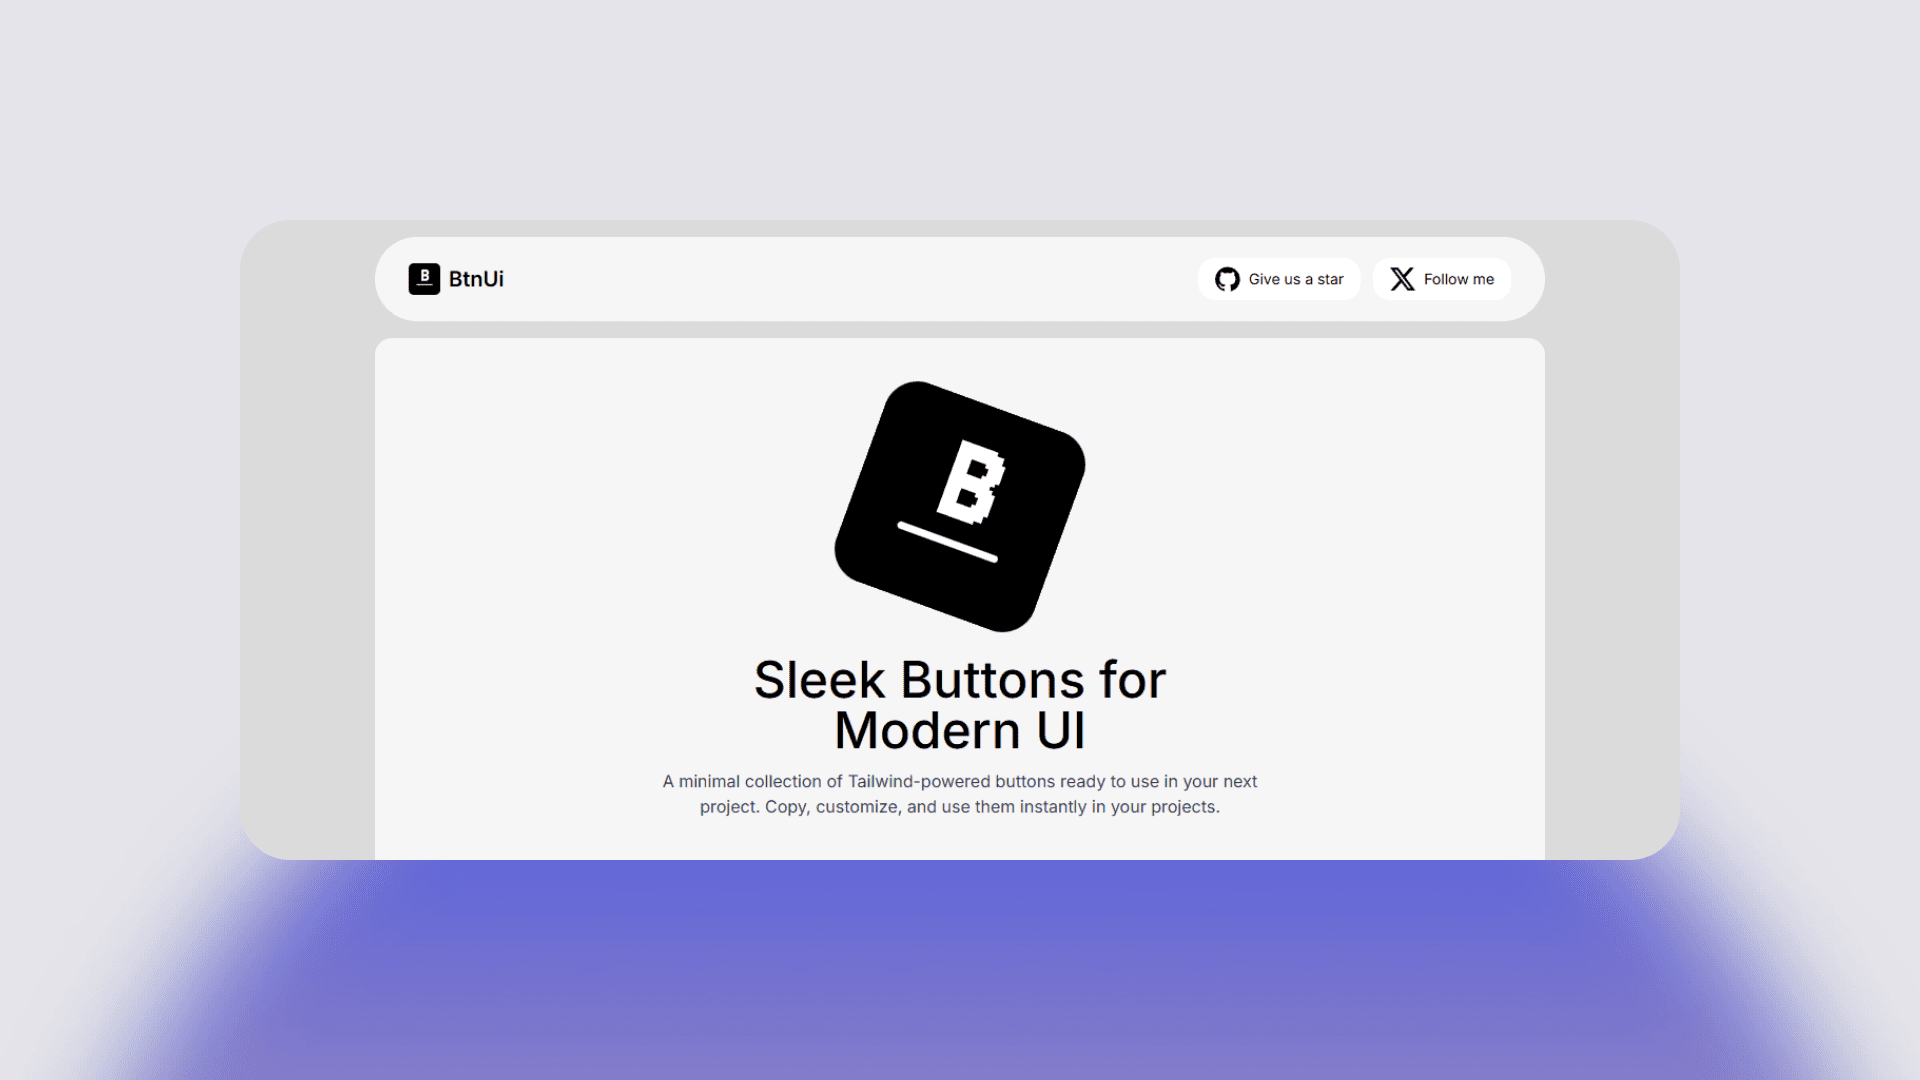 B
BtnUi
Give us a star
Follow me
B
Sleek Buttons for
Modern UI
A minimal collection of Tailwind-powered buttons ready to use in your next
project. Copy, customize, and use them instantly in your projects.